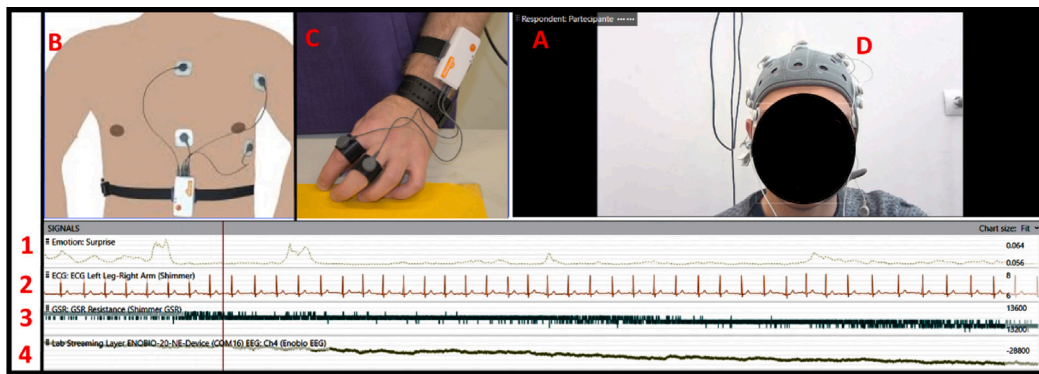 B
C
A
Respondent: Partecipante
D
SIGNALS
Chart size: Fit
1
Emotion: Surprise
0.064
0.056
2
ECG: ECG Left Leg-Right Arm (Shimmer)
8
6
3
GSR: GSR Resistance (Shimmer GSR)
13600
13200
4
Lab Streaming Layer ENOBIO-20-NE-Device (COM16) EEG: Ch4 (Enobio EEG)
-28800